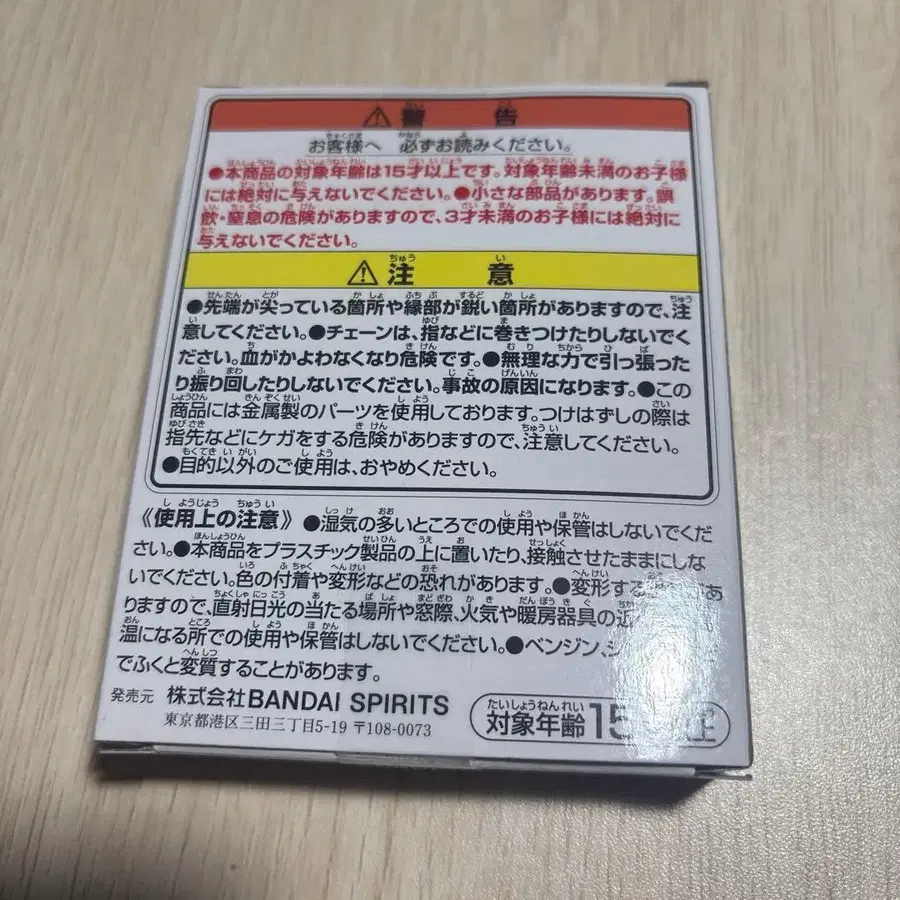 ⚠警告
お客様へ 必ずお読みください。
●本商品の対象年齢は15才以上です。対象年齢未満のお子様
には絶対に与えないでください。●小さな部品があります。誤
飲・窒息の危険がありますので、3才未満のお子様には絶対に
与えないでください。
⚠注意
●先端が尖っている箇所や縁部が鋭い箇所がありますので、注
意してください。●チェーンは、指などに巻きつけたりしないでく
ださい。血がかよわなくなり危険です。●無理な力で引っ張った
り振り回したりしないでください。事故の原因になります。●この
商品には金属製のパーツを使用しております。つけはずしの際は
指先などにケガをする危険がありますので、注意してください。
●目的以外のご使用は、おやめください。
《使用上の注意》●湿気の多いところでの使用や保管はしないでくだ
さい。●本商品をプラスチック製品の上に置いたり、接触させたままにしな
いでください。色の付着や変形などの恐れがあります。●変形する があ
りますので、直射日光の当たる場所や窓際、火気や暖房器具の近
温になる所での使用や保管はしないでください。●ベンジン、シ
でふくと変質することがあります。
発売元 株式会社BANDAI SPIRITS
東京都港区三田三丁目5-19 〒108-0073
対象年齢15 以上